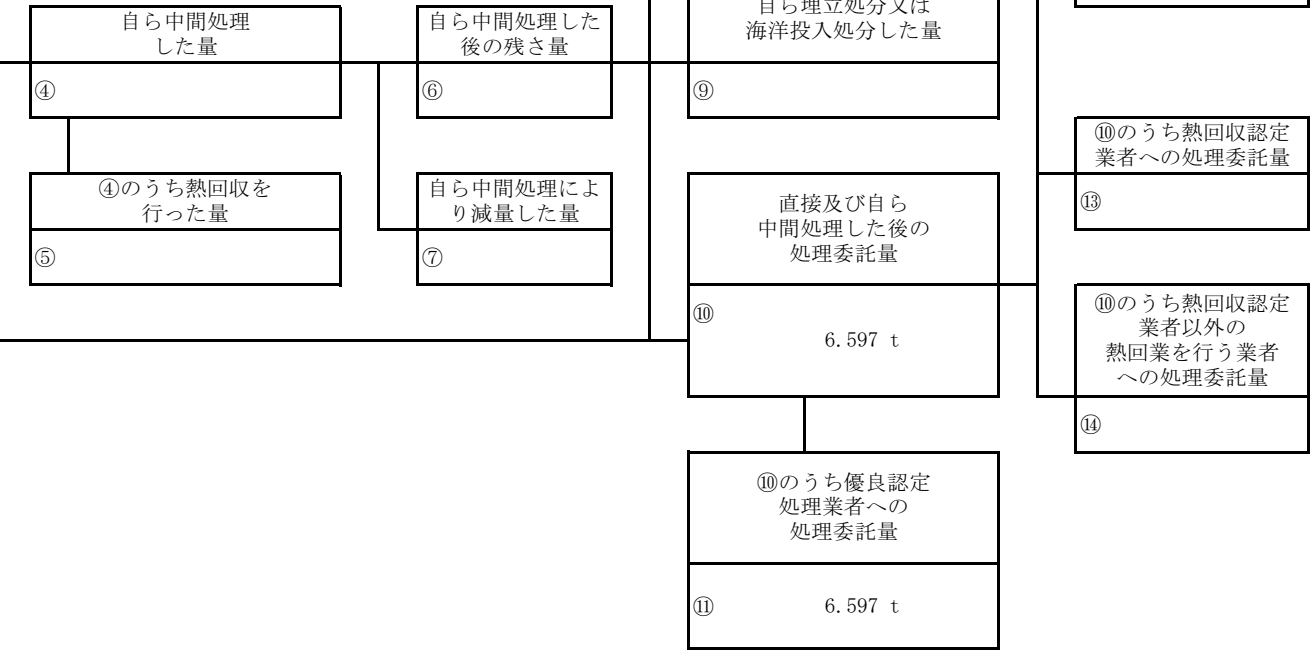 自ら中間処理
した量
④
自ら中間処理した
後の残さ量
⑥
自ら埋立処分又は
海洋投入処分した量
⑨
④のうち熱回収を
行った量
⑤
自ら中間処理によ
り減量した量
⑦
直接及び自ら
中間処理した後の
処理委託量
⑩
6.597 t
⑩のうち優良認定
処理業者への
処理委託量
⑪
6.597 t
⑩のうち熱回収認定
業者への処理委託量
⑬
⑩のうち熱回収認定
業者以外の
熱回業を行う業者
への処理委託量
⑭